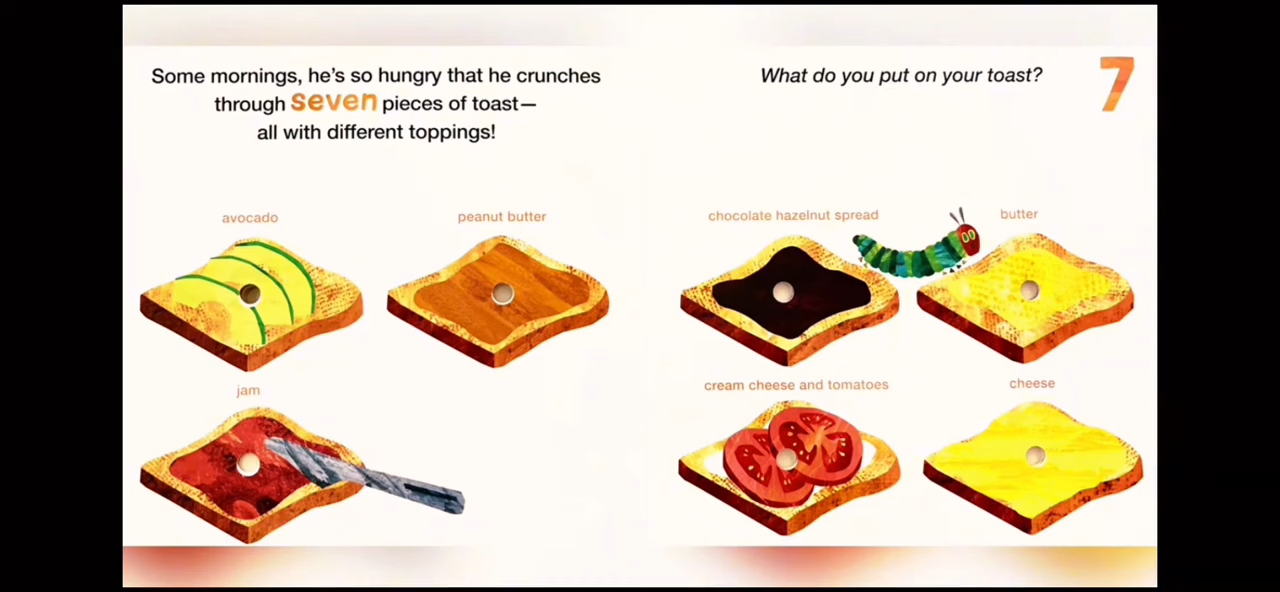 Some mornings, he's so hungry that he crunches
through seven pieces of toast—
all with different toppings!
avocado
peanut butter
jam
What do you put on your toast?
7
chocolate hazelnut spread
butter
cream cheese and tomatoes
cheese